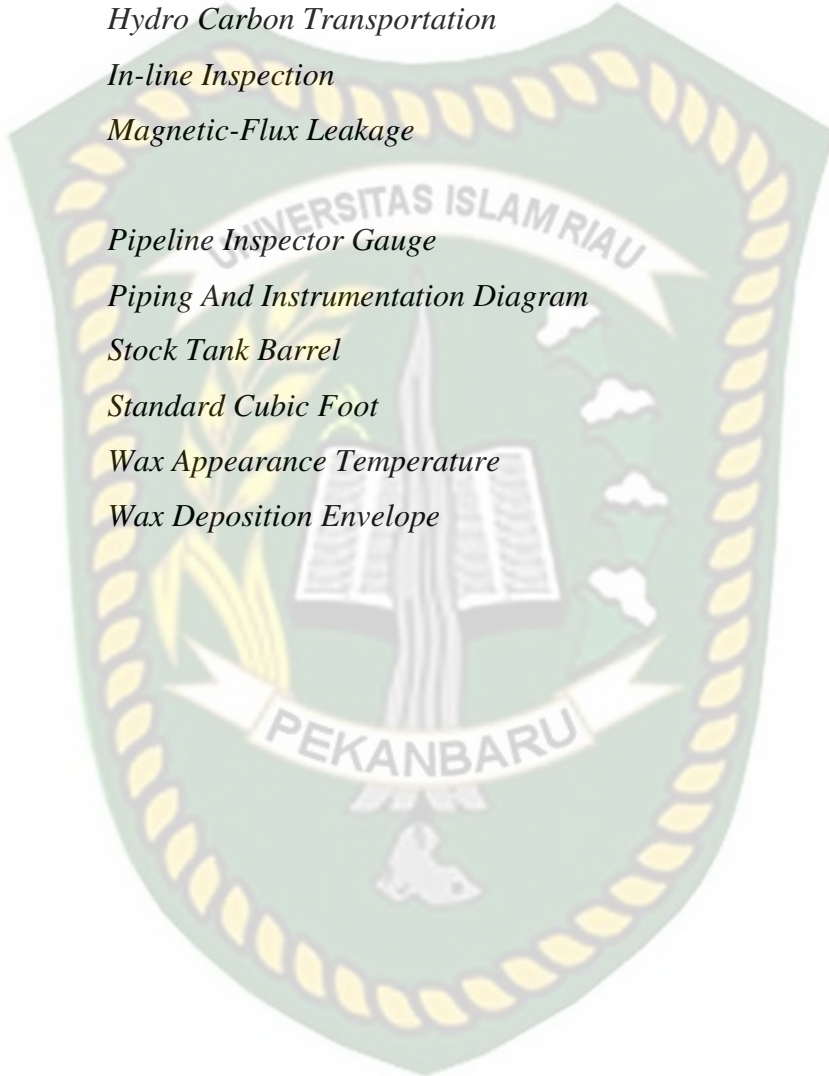 Hydro Carbon Transportation
In-line Inspection
Magnetic-Flux Leakage
UNIVERSITAS ISLAM RIAU
Pipeline Inspector Gauge
Piping And Instrumentation Diagram
Stock Tank Barrel
Standard Cubic Foot
Wax Appearance Temperature
Wax Deposition Envelope
PEKANBARU